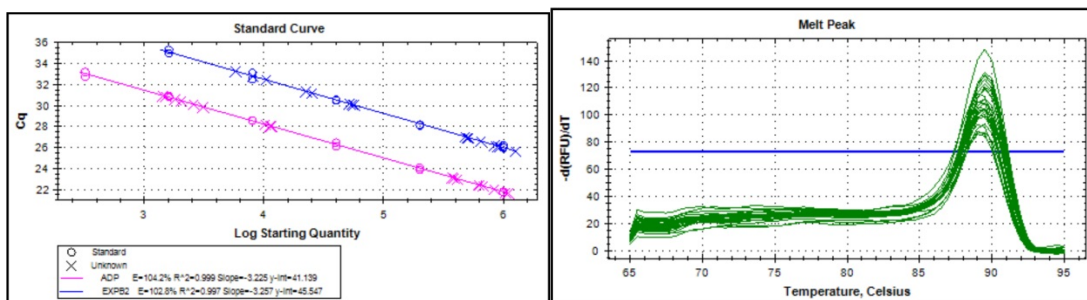 Standard Curve
36
34
32
30
28
26
24
22
Cq
3
4
5
6
Log Starting Quantity
Standard
Unknown
ADP E=104.2% R^2=0.999 Slope=-3.225 y-int=41.139
EXPB2 E=102.8% R^2=0.997 Slope=-3.257 y-int=45.547
Melt Peak
140
120
100
80
60
40
20
0
-d(RFU)/dT
65
70
75
80
85
90
95
Temperature, Celsius